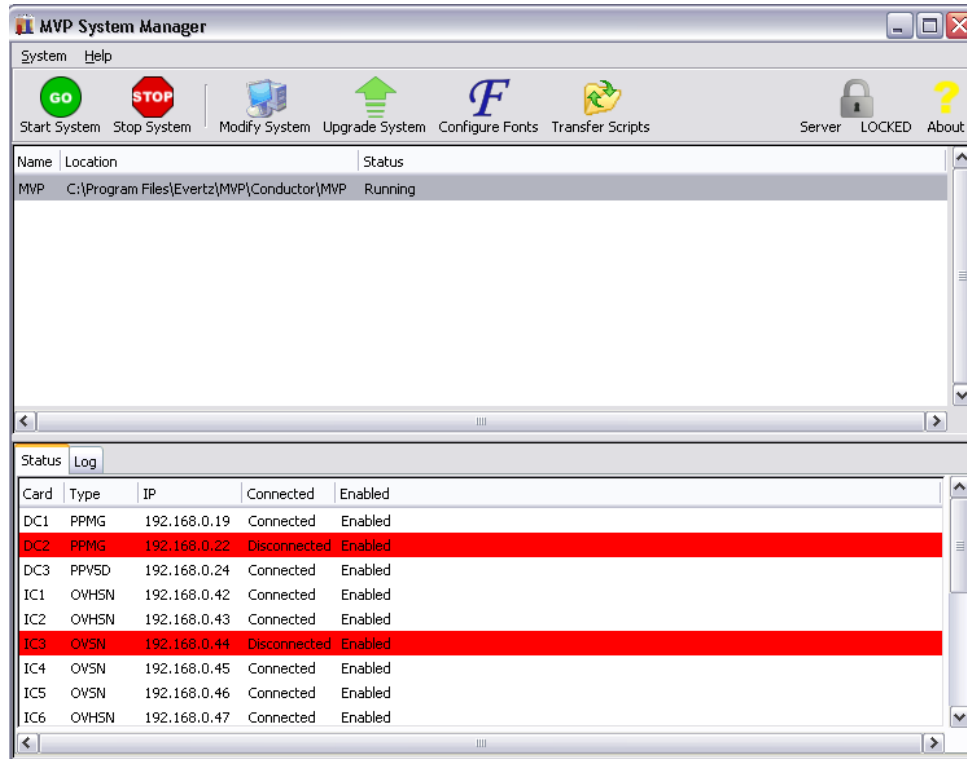 MVP System Manager
System Help
GO STOP F ?
Start System Stop System Modify System Upgrade System Configure Fonts Transfer Scripts Server LOCKED About
Name Location Status
MVP C:\Program Files\Evertz\MVP\Conductor\MVP Running
Status Log
Card Type IP Connected Enabled
DC1 PPMG 192.168.0.19 Connected Enabled
DC2 PPMG 192.168.0.22 Disconnected Enabled
DC3 PPVSD 192.168.0.24 Connected Enabled
IC1 OVHSN 192.168.0.42 Connected Enabled
IC2 OVHSN 192.168.0.43 Connected Enabled
IC3 OVSN 192.168.0.44 Disconnected Enabled
IC4 OVSN 192.168.0.45 Connected Enabled
IC5 OVSN 192.168.0.46 Connected Enabled
IC6 OVHSN 192.168.0.47 Connected Enabled